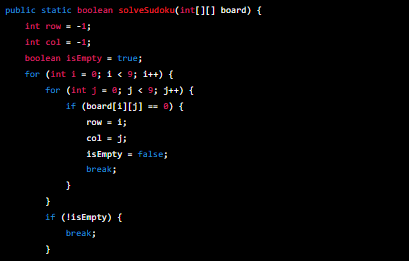 public static boolean solveSudoku(int[][] board) {
    int row = -1;
    int col = -1;
    boolean isEmpty = true;
    for (int i = 0; i < 9; i++) {
        for (int j = 0; j < 9; j++) {
            if (board[i][j] == 0) {
                row = i;
                col = j;
                isEmpty = false;
                break;
            }
        }
        if (!isEmpty) {
            break;
        }